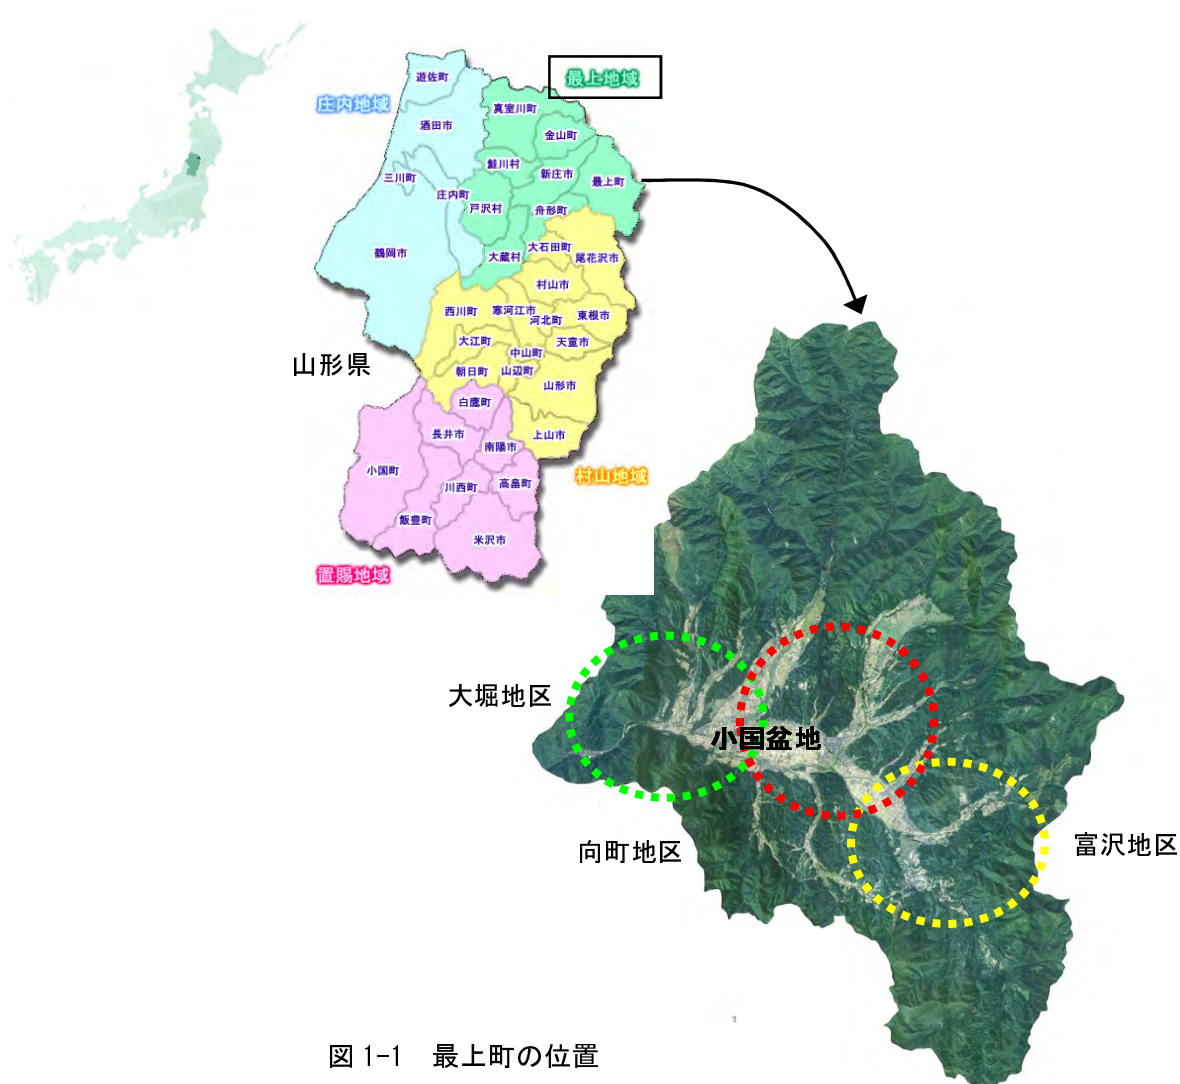 最上地域
遊佐町
庄内地域
真室川町
酒田市
金山町
鮭川村
新庄市
三川町
最上町
庄内町
戸沢村
舟形町
鶴岡市
大蔵村
大石田町
尾花沢市
村山市
西川町
寒河江市
河北町
東根市
大江町
天童市
中山町
山形県
朝日町
山辺町
山形市
白鷹町
長井市
上山市
南陽市
小国町
村山地域
川西町
高畠町
飯豊町
米沢市
置賜地域
大堀地区
小国盆地
向町地区
富沢地区
図 1-1 最上町の位置